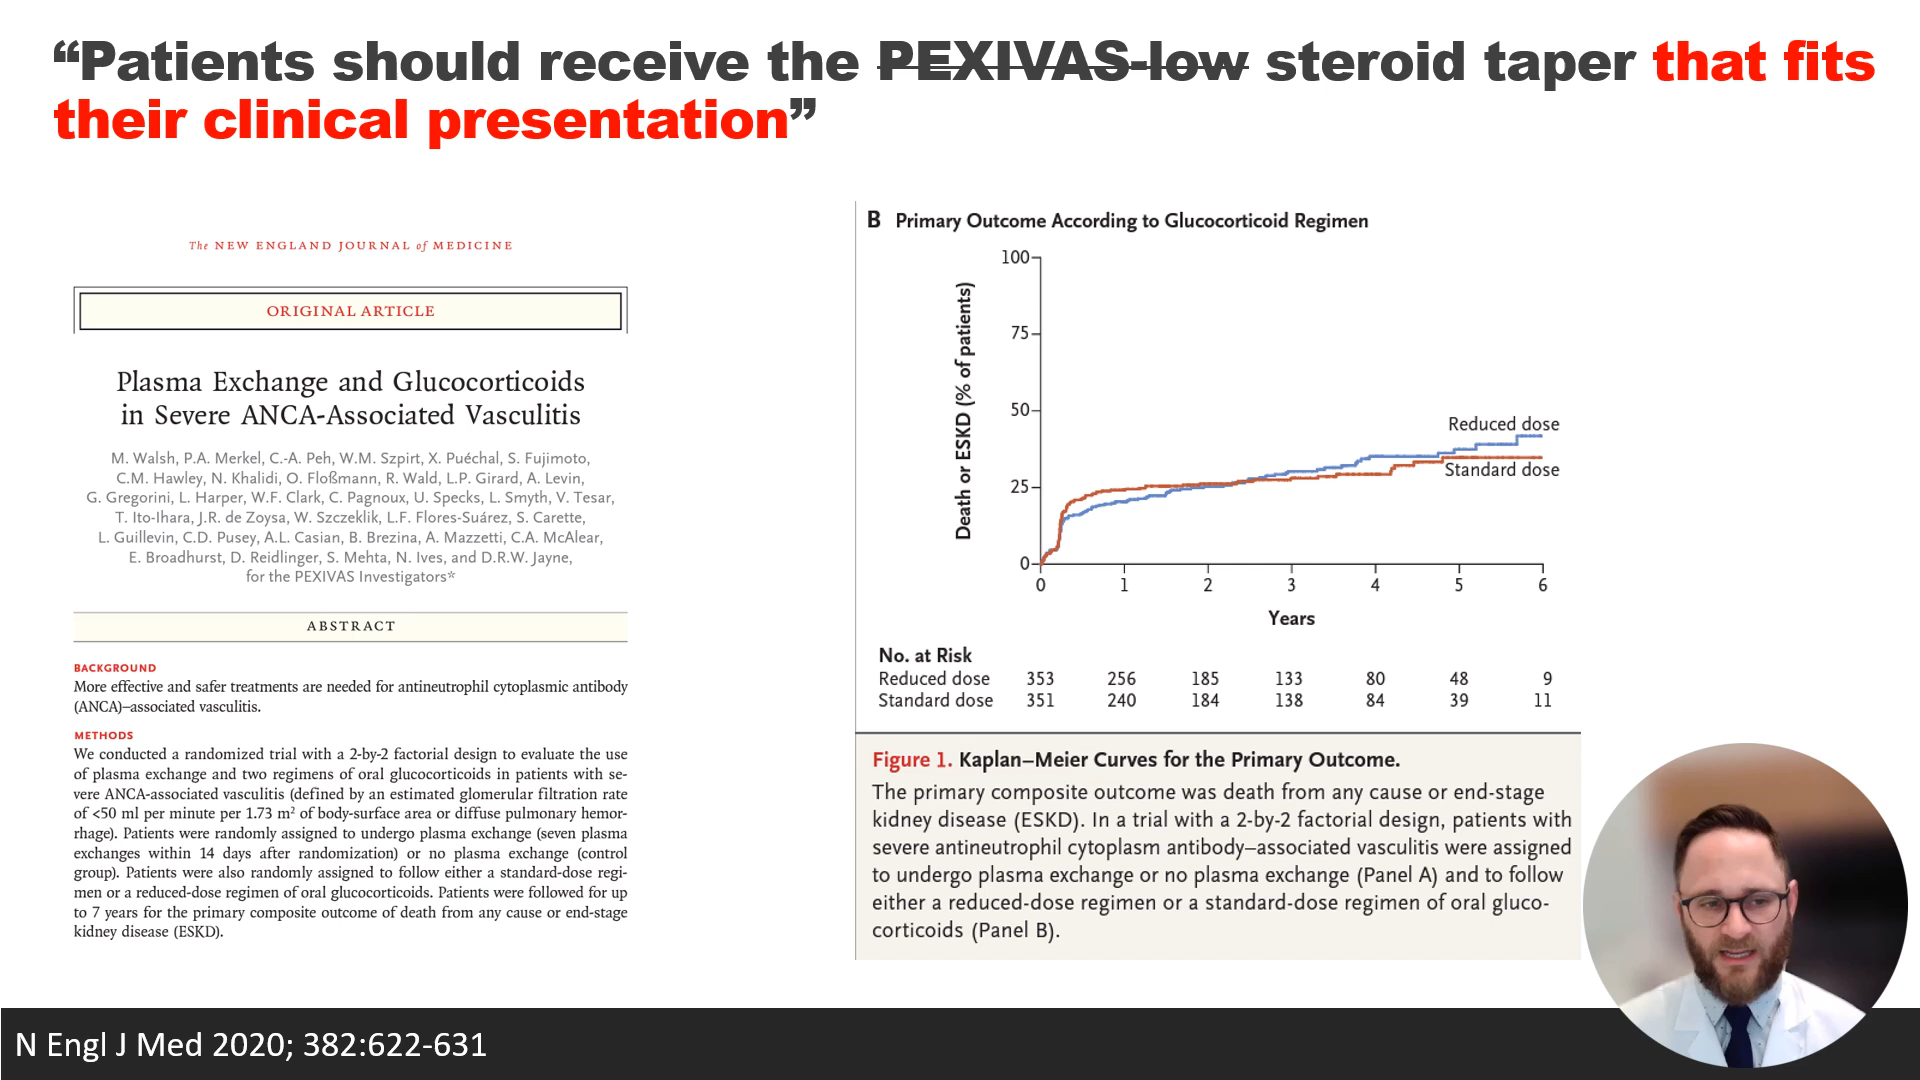 “Patients should receive the PEXIVAS-low steroid taper that fits
their clinical presentation”
The NEW ENGLAND JOURNAL of MEDICINE
ORIGINAL ARTICLE
Plasma Exchange and Glucocorticoids
in Severe ANCA-Associated Vasculitis
M. Walsh, P.A. Merkel, C.-A. Peh, W.M. Szpirt, X. Puéchal, S. Fujimoto,
C.M. Hawley, N. Khalidi, O. Floßmann, R. Wald, L.P. Girard, A. Levin,
G. Gregorini, L. Harper, W.F. Clark, C. Pagnoux, U. Specks, L. Smyth, V. Tesar,
T. Ito-Ihara, J.R. de Zoysa, W. Szczeklik, L.F. Flores-Suárez, S. Carette,
L. Guillevin, C.D. Pusey, A.L. Casian, B. Brezina, A. Mazzetti, C.A. McAlear,
E. Broadhurst, D. Reidlinger, S. Mehta, N. Ives, and D.R.W. Jayne,
for the PEXIVAS Investigators*
ABSTRACT
BACKGROUND
More effective and safer treatments are needed for antineutrophil cytoplasmic antibody
(ANCA)–associated vasculitis.
METHODS
We conducted a randomized trial with a 2-by-2 factorial design to evaluate the use
of plasma exchange and two regimens of oral glucocorticoids in patients with se-
vere ANCA-associated vasculitis (defined by an estimated glomerular filtration rate
of <50 ml per minute per 1.73 m² of body-surface area or diffuse pulmonary hemor-
rhage). Patients were randomly assigned to undergo plasma exchange (seven plasma
exchanges within 14 days after randomization) or no plasma exchange (control
group). Patients were also randomly assigned to follow either a standard-dose regi-
men or a reduced-dose regimen of oral glucocorticoids. Patients were followed for up
to 7 years for the primary composite outcome of death from any cause or end-stage
kidney disease (ESKD).
B Primary Outcome According to Glucocorticoid Regimen
Death or ESKD (% of patients)
100
75
50
25
0
Reduced dose
Standard dose
0 1 2 3 4 5 6
Years
No. at Risk
Reduced dose 353 256 185 133 80 48 9
Standard dose 351 240 184 138 84 39 11
Figure 1. Kaplan–Meier Curves for the Primary Outcome.
The primary composite outcome was death from any cause or end-stage
kidney disease (ESKD). In a trial with a 2-by-2 factorial design, patients with
severe antineutrophil cytoplasm antibody–associated vasculitis were assigned
to undergo plasma exchange or no plasma exchange (Panel A) and to follow
either a reduced-dose regimen or a standard-dose regimen of oral gluco-
corticoids (Panel B).
N Engl J Med 2020; 382:622-631